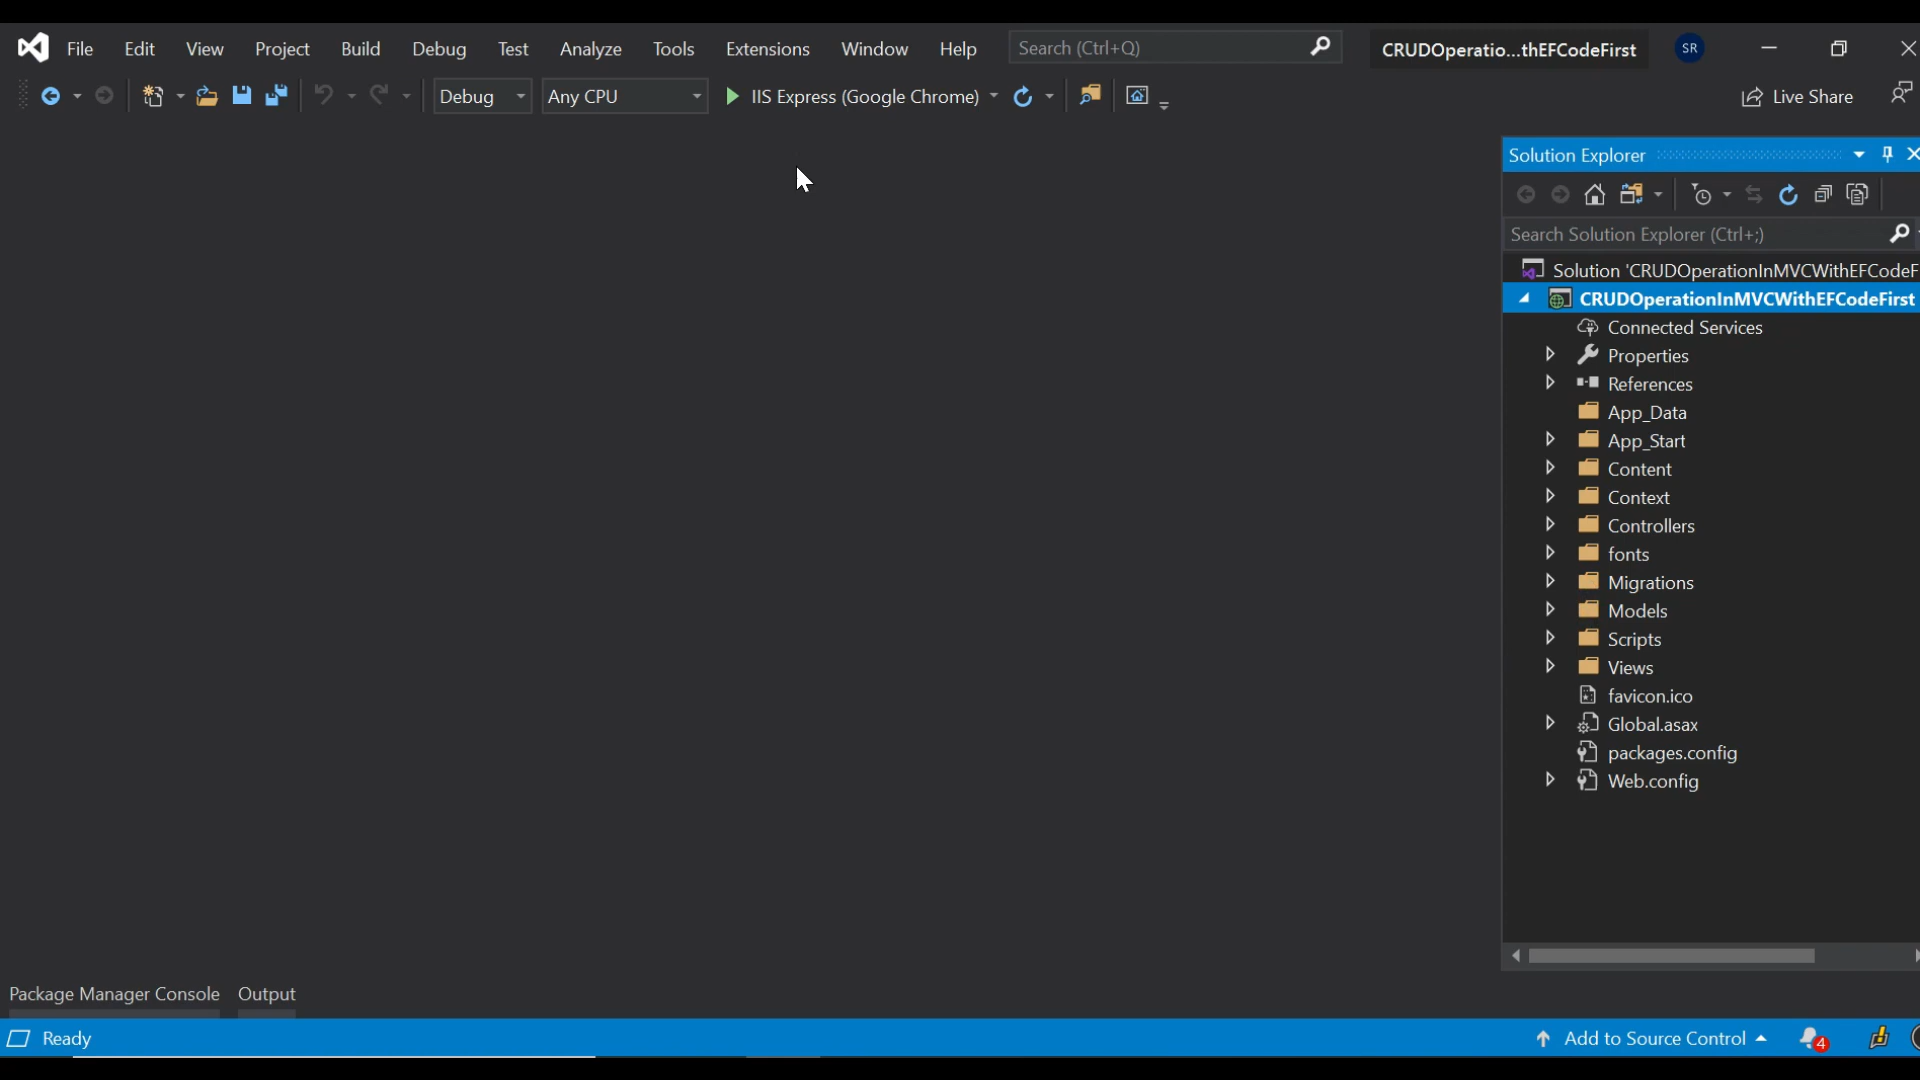 File Edit View Project Build Debug Test Analyze Tools Extensions Window Help Search (Ctrl+Q) CRUDOperatio...thEFCodeFirst SR
Debug Any CPU IIS Express (Google Chrome) Live Share
Solution Explorer
Search Solution Explorer (Ctrl+;)
Solution 'CRUDOperationInMVCWithEFCodeF
CRUDOperationInMVCWithEFCodeFirst
Connected Services
Properties
References
App_Data
App_Start
Content
Context
Controllers
fonts
Migrations
Models
Scripts
Views
favicon.ico
Global.asax
packages.config
Web.config
Package Manager Console Output
Ready Add to Source Control 4